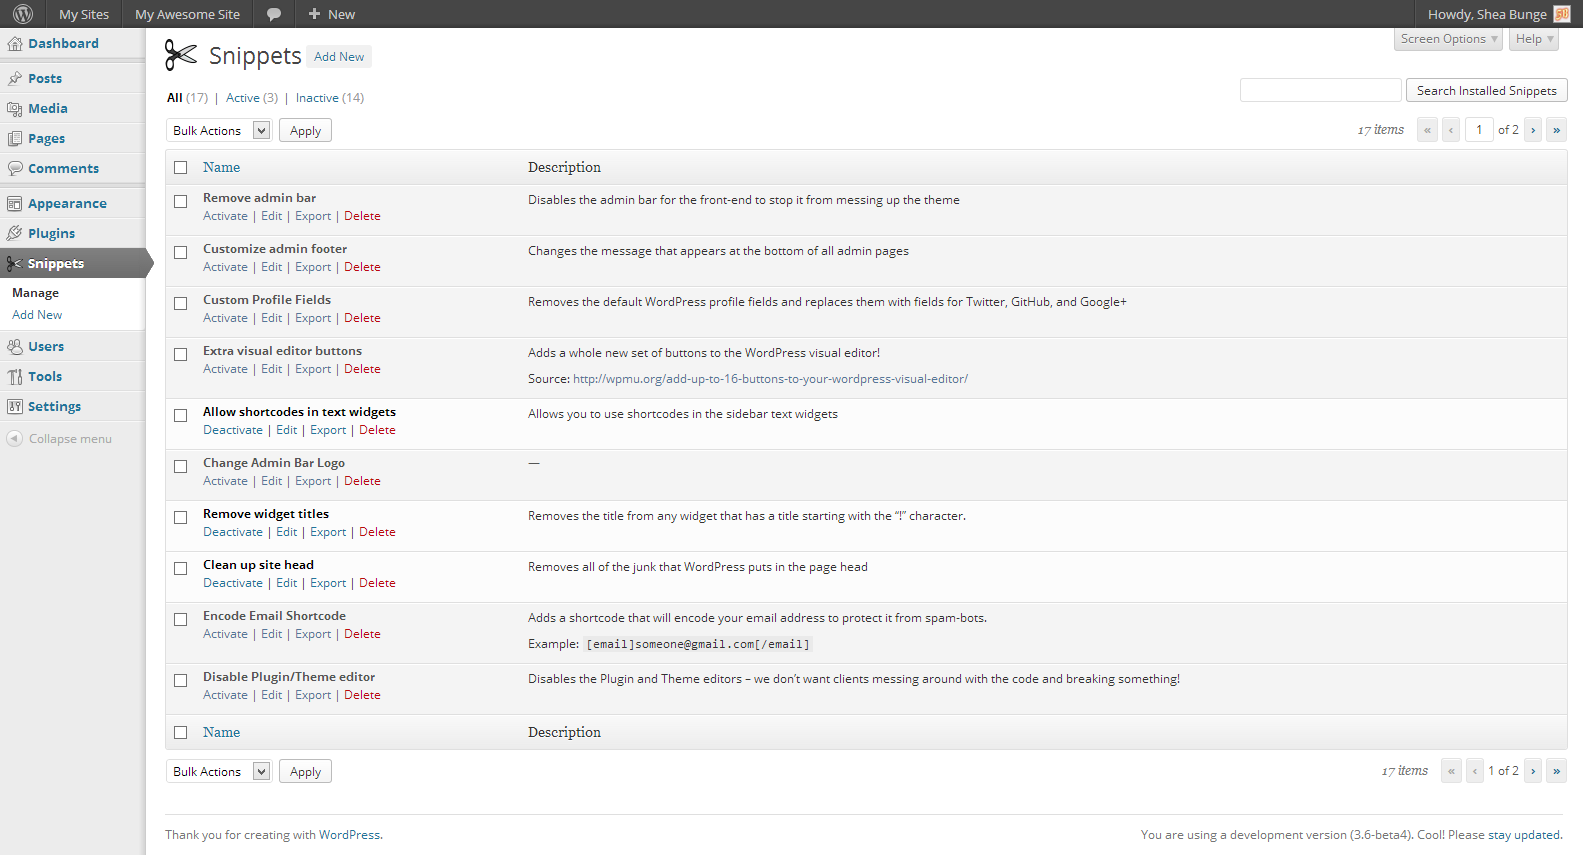 My Sites My Awesome Site New Howdy, Shea Bunge
Dashboard
Posts
Media
Pages
Comments
Appearance
Plugins
Snippets
Manage
Add New
Users
Tools
Settings
Collapse menu
Screen Options Help
Snippets Add New
All (17) | Active (3) | Inactive (14)
Search Installed Snippets
Bulk Actions Apply
17 items « ‹ 1 of 2 › »
Name Description
Remove admin bar
Activate | Edit | Export | Delete
Disables the admin bar for the front-end to stop it from messing up the theme
Customize admin footer
Activate | Edit | Export | Delete
Changes the message that appears at the bottom of all admin pages
Custom Profile Fields
Activate | Edit | Export | Delete
Removes the default WordPress profile fields and replaces them with fields for Twitter, GitHub, and Google+
Extra visual editor buttons
Activate | Edit | Export | Delete
Adds a whole new set of buttons to the WordPress visual editor!
Source: http://wpmu.org/add-up-to-16-buttons-to-your-wordpress-visual-editor/
Allow shortcodes in text widgets
Deactivate | Edit | Export | Delete
Allows you to use shortcodes in the sidebar text widgets
Change Admin Bar Logo
Activate | Edit | Export | Delete
—
Remove widget titles
Deactivate | Edit | Export | Delete
Removes the title from any widget that has a title starting with the “!” character.
Clean up site head
Deactivate | Edit | Export | Delete
Removes all of the junk that WordPress puts in the page head
Encode Email Shortcode
Activate | Edit | Export | Delete
Adds a shortcode that will encode your email address to protect it from spam-bots.
Example: [email]someone@gmail.com[/email]
Disable Plugin/Theme editor
Activate | Edit | Export | Delete
Disables the Plugin and Theme editors – we don’t want clients messing around with the code and breaking something!
Name Description
Bulk Actions Apply
17 items « ‹ 1 of 2 › »
Thank you for creating with WordPress.
You are using a development version (3.6-beta4). Cool! Please stay updated.